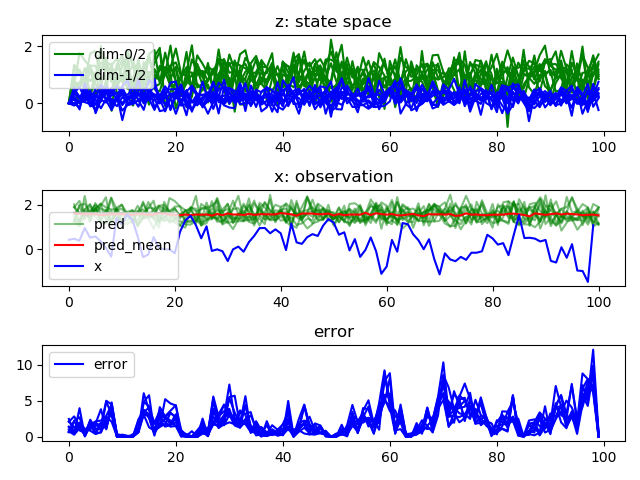 z: state space
2
0
dim-0/2
dim-1/2
0 20 40 60 80 100
x: observation
2
0
pred
pred_mean
x
0 20 40 60 80 100
error
10
5
0
error
0 20 40 60 80 100